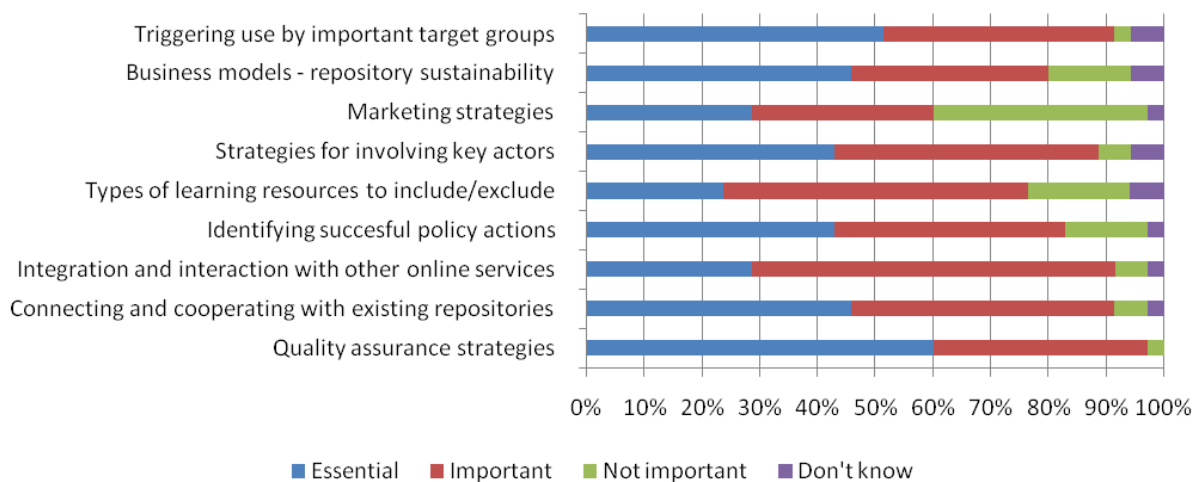 Triggering use by important target groups
Business models - repository sustainability
Marketing strategies
Strategies for involving key actors
Types of learning resources to include/exclude
Identifying succesful policy actions
Integration and interaction with other online services
Connecting and cooperating with existing repositories
Quality assurance strategies
0% 10% 20% 30% 40% 50% 60% 70% 80% 90% 100%
Essential Important Not important Don't know